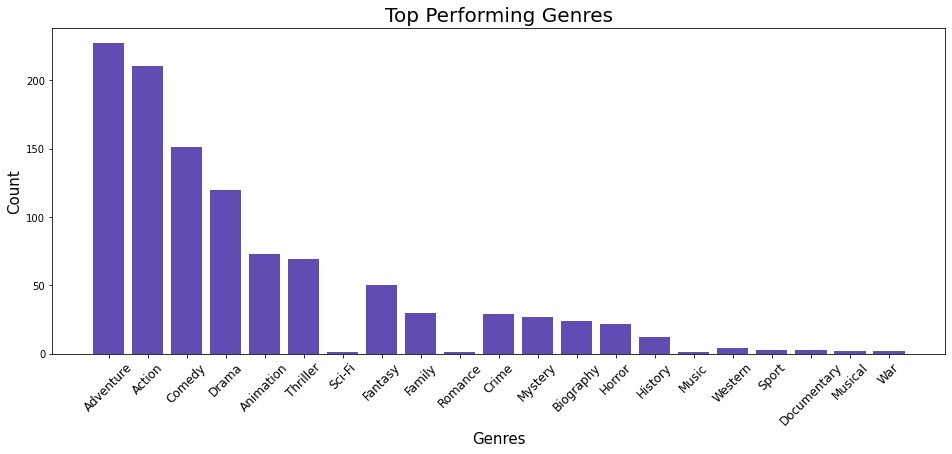 Top Performing Genres
200
150
100
50
0
Count
Adventure
Action
Comedy
Drama
Animation
Thriller
Sci-Fi
Fantasy
Family
Romance
Crime
Mystery
Biography
Horror
History
Music
Western
Sport
Documentary
Musical
War
Genres